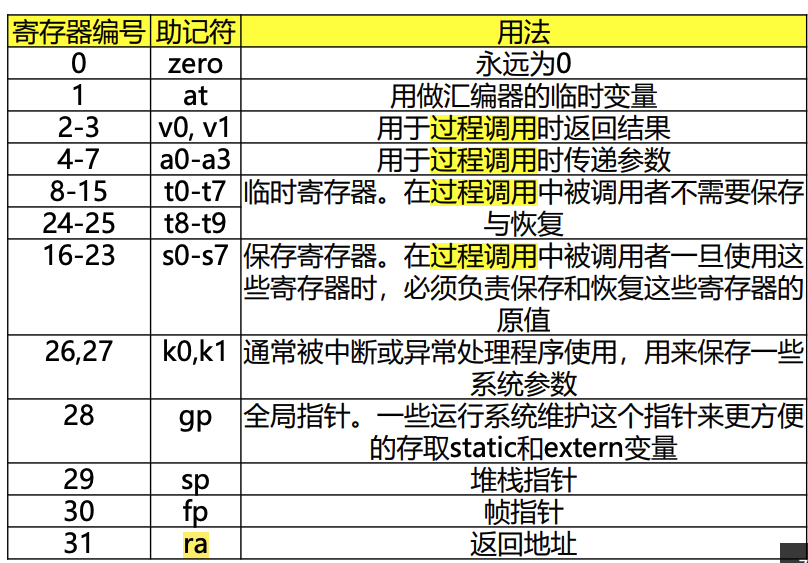 寄存器编号 助记符 用法
0 zero 永远为0
1 at 用做汇编器的临时变量
2-3 v0, v1 用于过程调用时返回结果
4-7 a0-a3 用于过程调用时传递参数
8-15 t0-t7 临时寄存器。在过程调用中被调用者不需要保存
24-25 t8-t9 与恢复
16-23 s0-s7 保存寄存器。在过程调用中被调用者一旦使用这
些寄存器时，必须负责保存和恢复这些寄存器的
原值
26,27 k0,k1 通常被中断或异常处理程序使用，用来保存一些
系统参数
28 gp 全局指针。一些运行系统维护这个指针来更方便
的存取static和extern变量
29 sp 堆栈指针
30 fp 帧指针
31 ra 返回地址